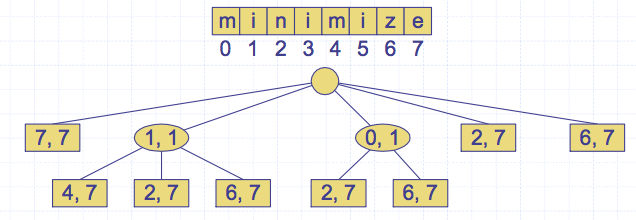 m i n i m i z e
0 1 2 3 4 5 6 7
7, 7 1, 1 0, 1 2, 7 6, 7
4, 7 2, 7 6, 7 2, 7 6, 7